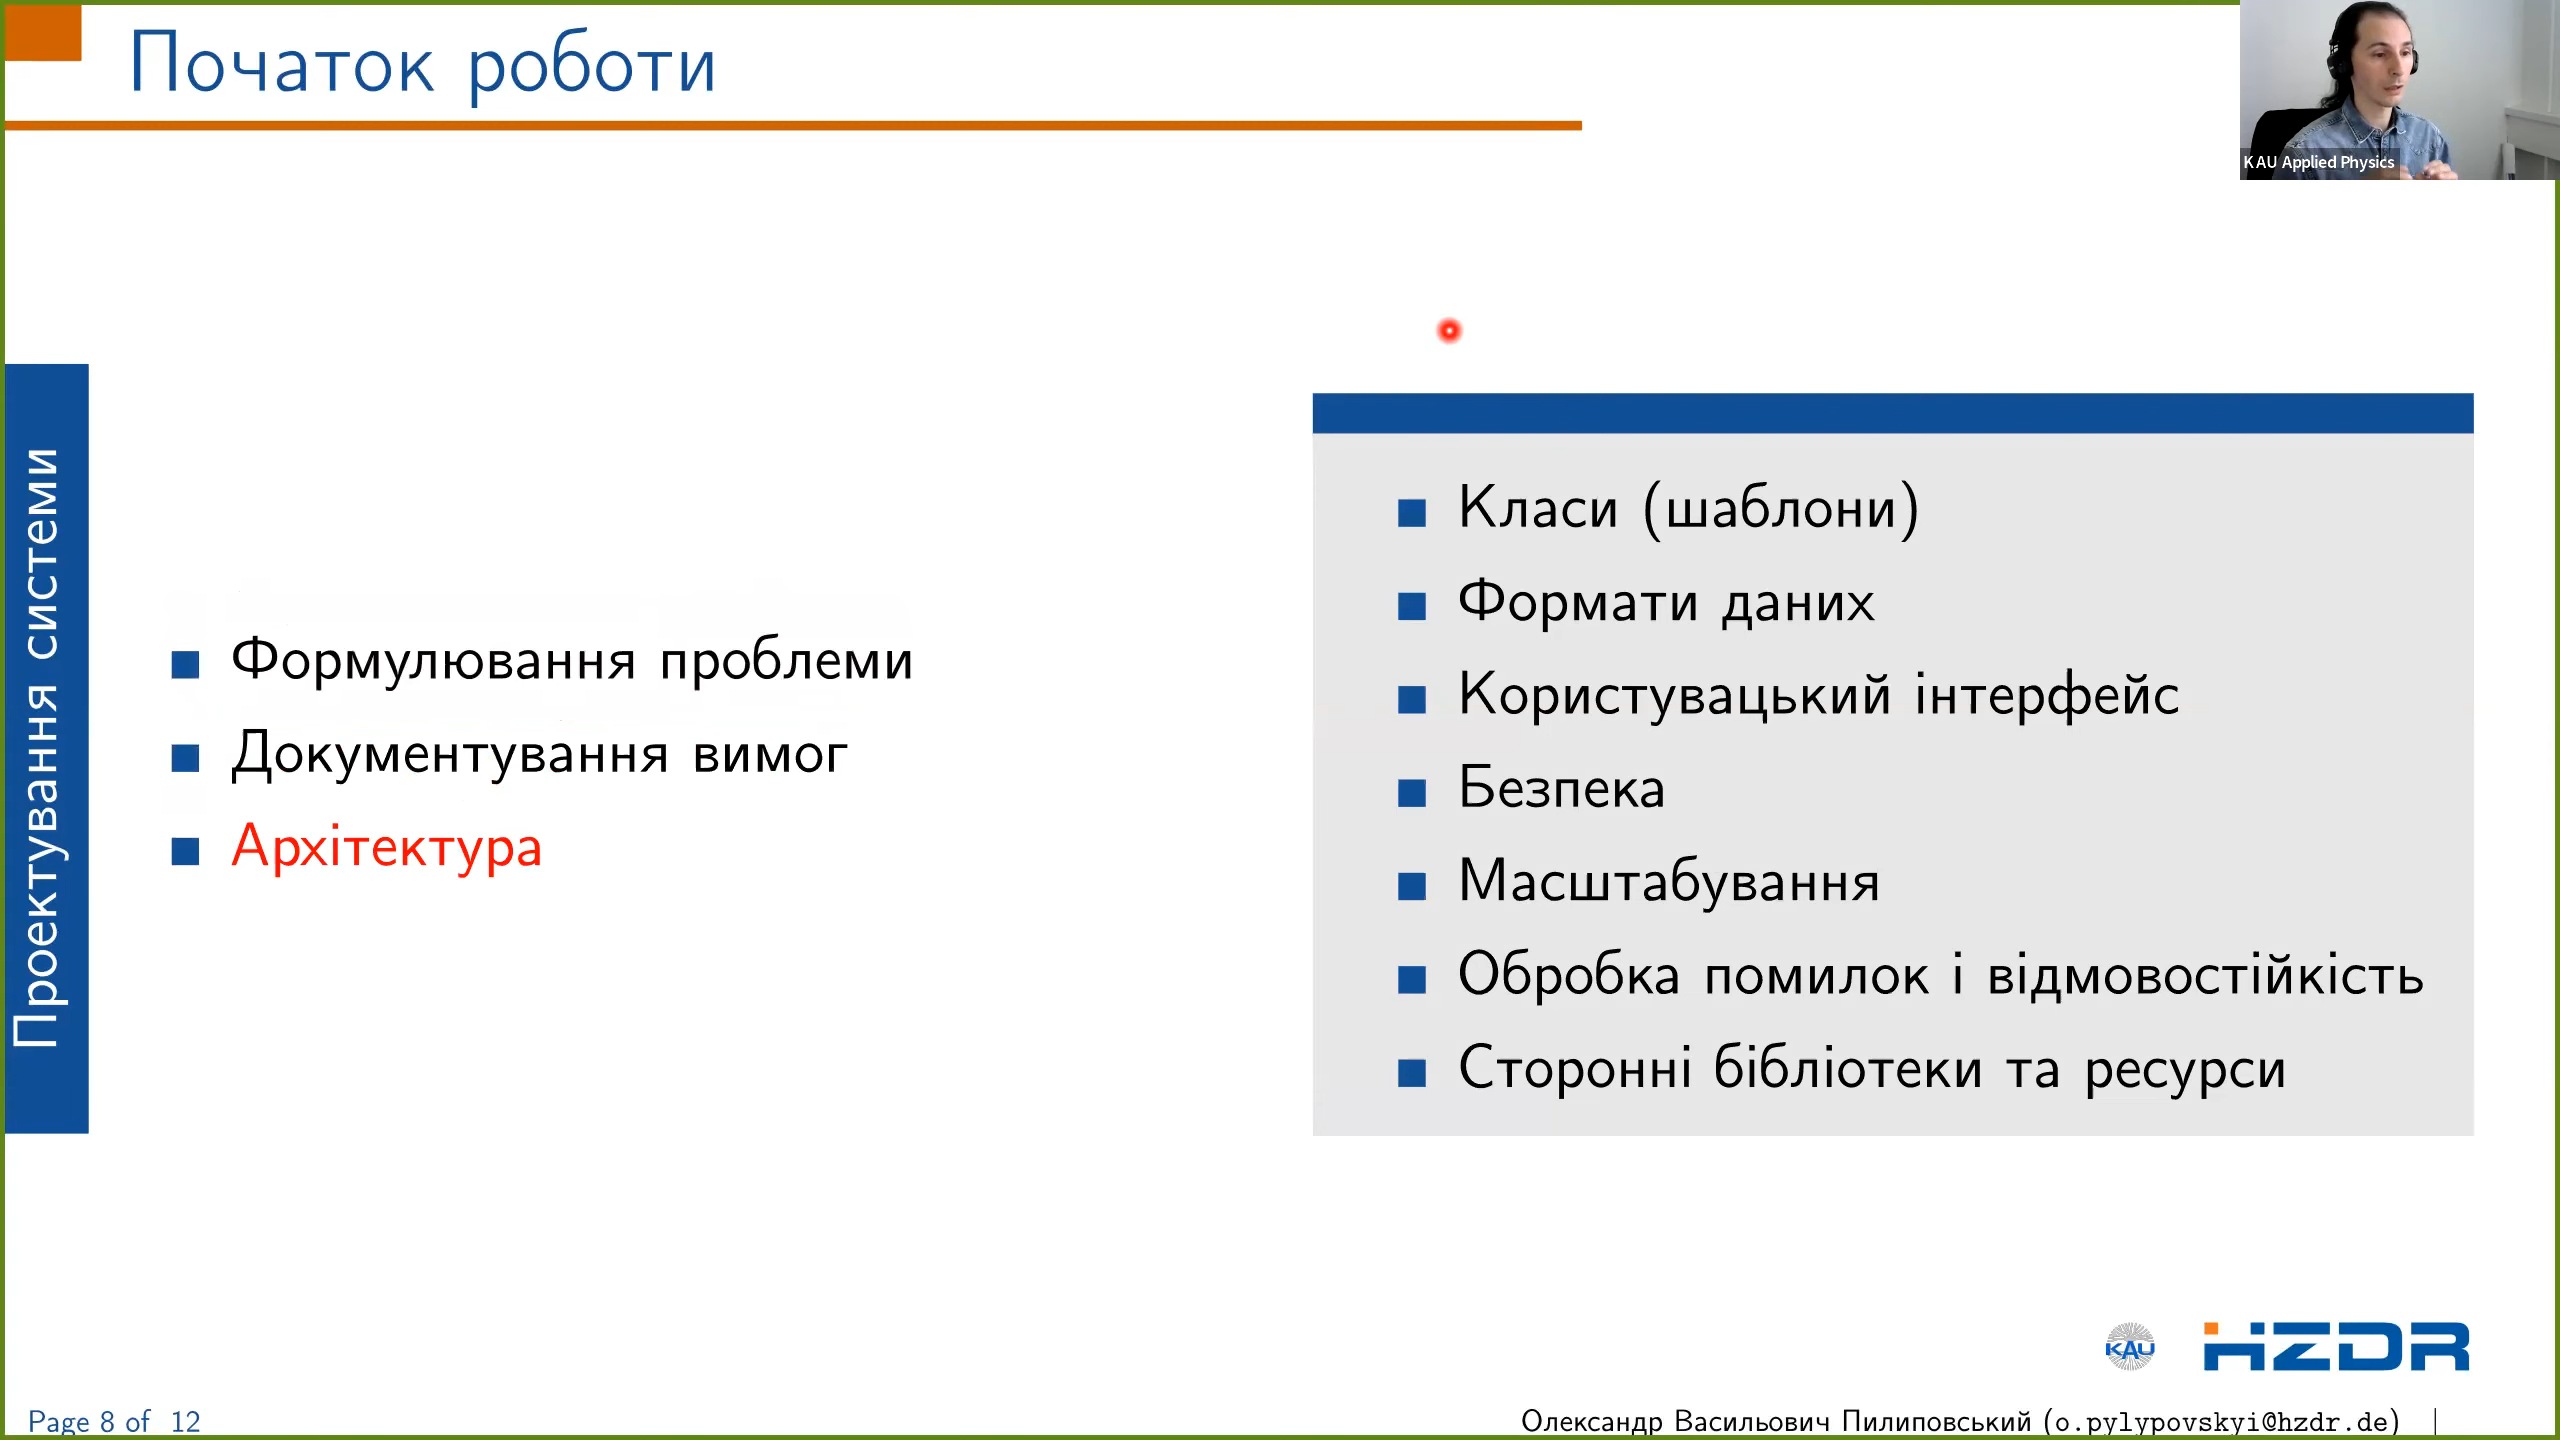 Початок роботи
KAU Applied Physics
Проектування системи
Формулювання проблеми
Документування вимог
Архітектура
Класи (шаблони)
Формати даних
Користувацький інтерфейс
Безпека
Масштабування
Обробка помилок і відмовостійкість
Сторонні бібліотеки та ресурси
KAU
HZDR
Page 8 of 12
Олександр Васильович Пилиповський (o.pylypovskyi@hzdr.de) |